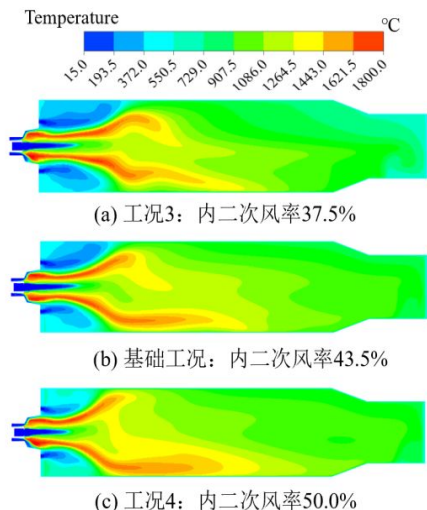 Temperature
℃
15.0 193.5 372.0 550.5 729.0 907.5 1086.0 1264.5 1443.0 1621.5 1800.0
(a) 工况3：内二次风率37.5%
(b) 基础工况：内二次风率43.5%
(c) 工况4：内二次风率50.0%